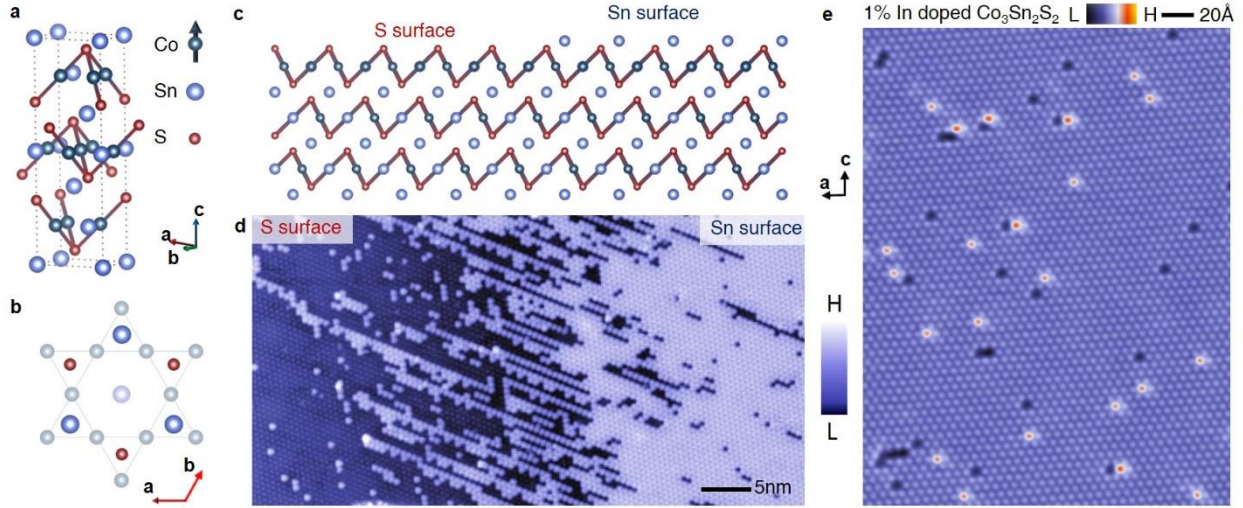 a
Co
Sn
S
c
a
b
b
b
a
c
Sn surface
S surface
d
S surface
Sn surface
5nm
H
L
e
1% In doped Co₃Sn₂S₂
L
H
20Å
c
a